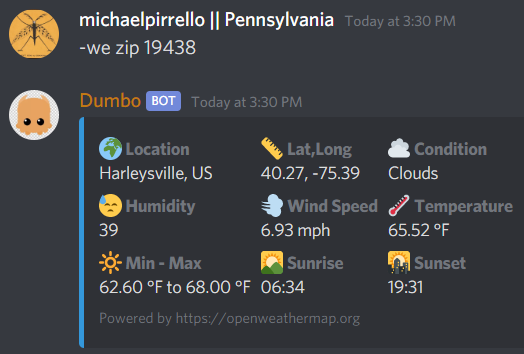 michaelpirrello || Pennsylvania Today at 3:30 PM
-we zip 19438
Dumbo BOT Today at 3:30 PM
Location Lat,Long Condition
Harleysville, US 40.27, -75.39 Clouds
Humidity Wind Speed Temperature
39 6.93 mph 65.52 °F
Min - Max Sunrise Sunset
62.60 °F to 68.00 °F 06:34 19:31
Powered by https://openweathermap.org